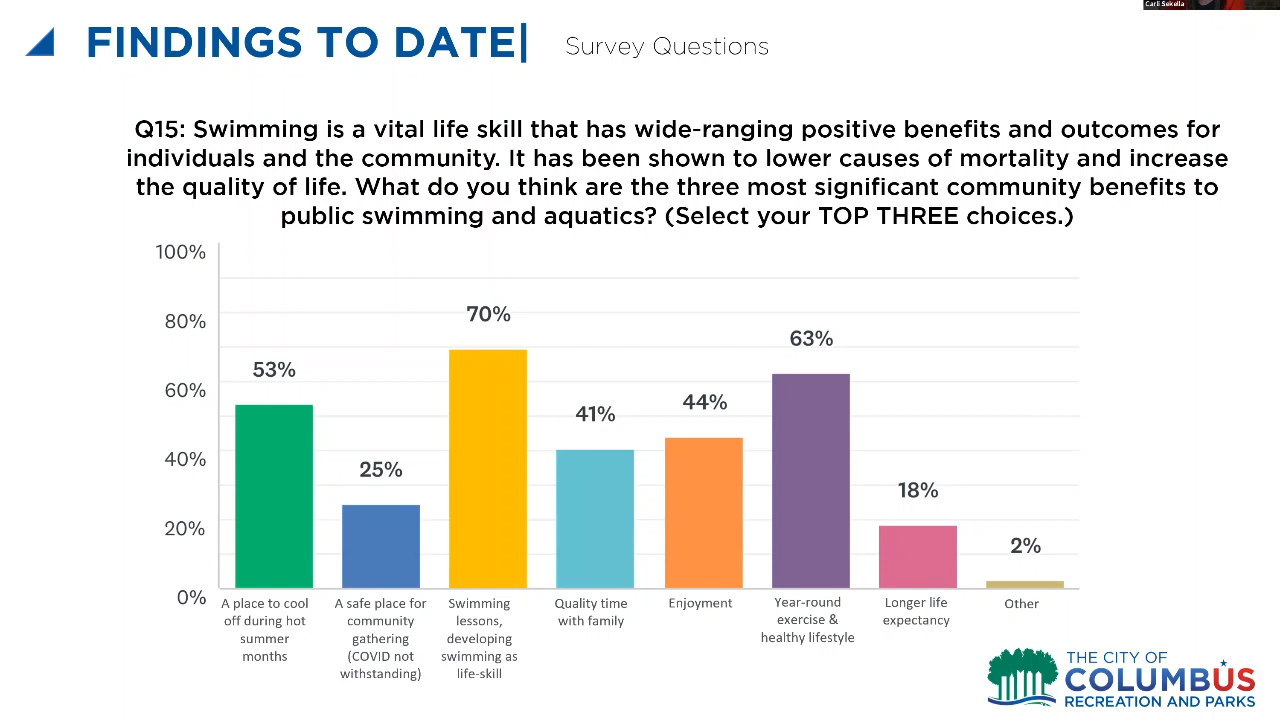 Carli Sekella
FINDINGS TO DATE| Survey Questions
Q15: Swimming is a vital life skill that has wide-ranging positive benefits and outcomes for
individuals and the community. It has been shown to lower causes of mortality and increase
the quality of life. What do you think are the three most significant community benefits to
public swimming and aquatics? (Select your TOP THREE choices.)
100%
80%
60%
40%
20%
0%
53%
25%
70%
41%
44%
63%
18%
2%
A place to cool
off during hot
summer
months
A safe place for
community
gathering
(COVID not
withstanding)
Swimming
lessons,
developing
swimming as
life-skill
Quality time
with family
Enjoyment
Year-round
exercise &
healthy lifestyle
Longer life
expectancy
Other
THE CITY OF
COLUMBUS
RECREATION AND PARKS